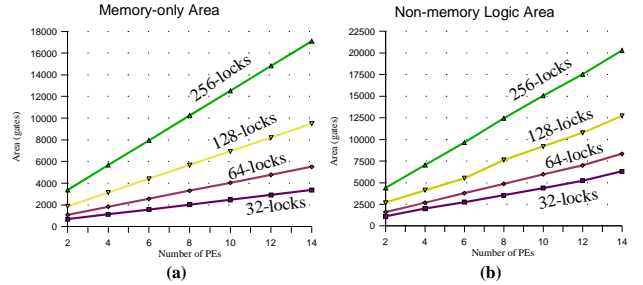 Memory-only Area
Area (gates)
18000
16000
14000
12000
10000
8000
6000
4000
2000
0
256-locks
128-locks
64-locks
32-locks
2 4 6 8 10 12 14
Number of PEs
(a)
Non-memory Logic Area
Area (gates)
22500
20000
17500
15000
12500
10000
7500
5000
2500
0
256-locks
128-locks
64-locks
32-locks
2 4 6 8 10 12 14
Number of PEs
(b)